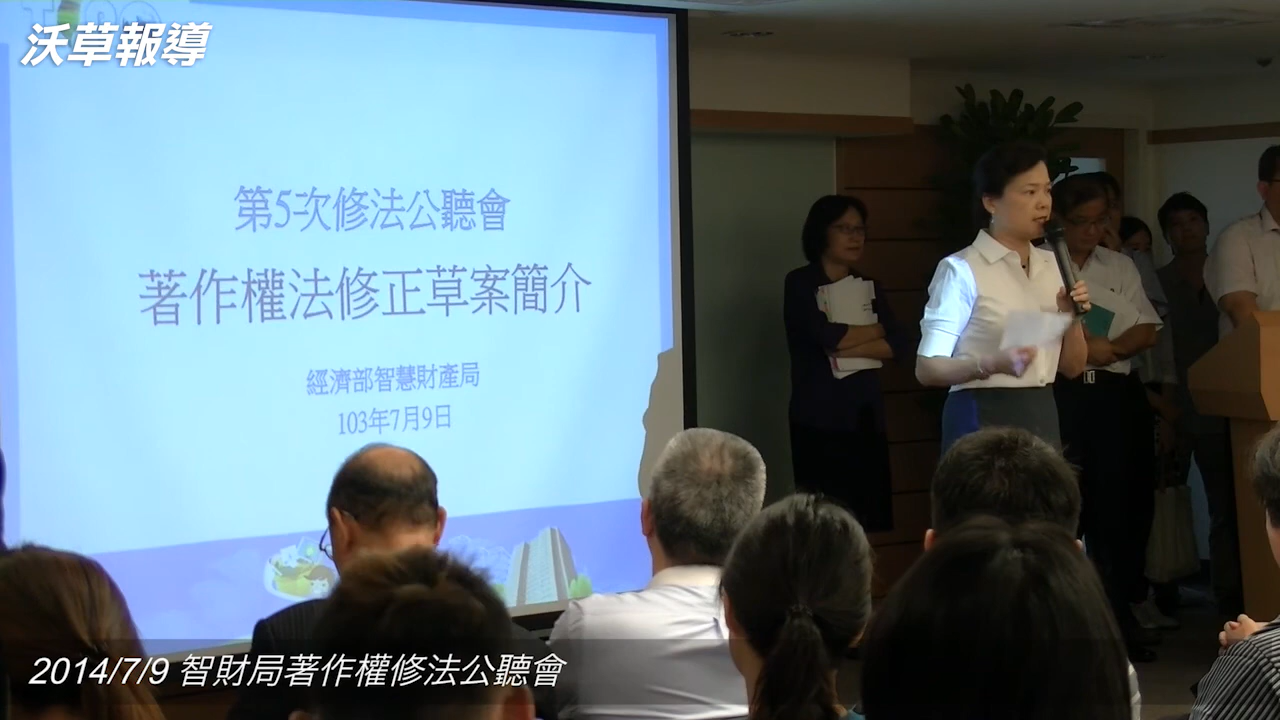 沃草報導
第5次修法公聽會
著作權法修正草案簡介
經濟部智慧財產局
103年7月9日
2014/7/9 智財局著作權修法公聽會